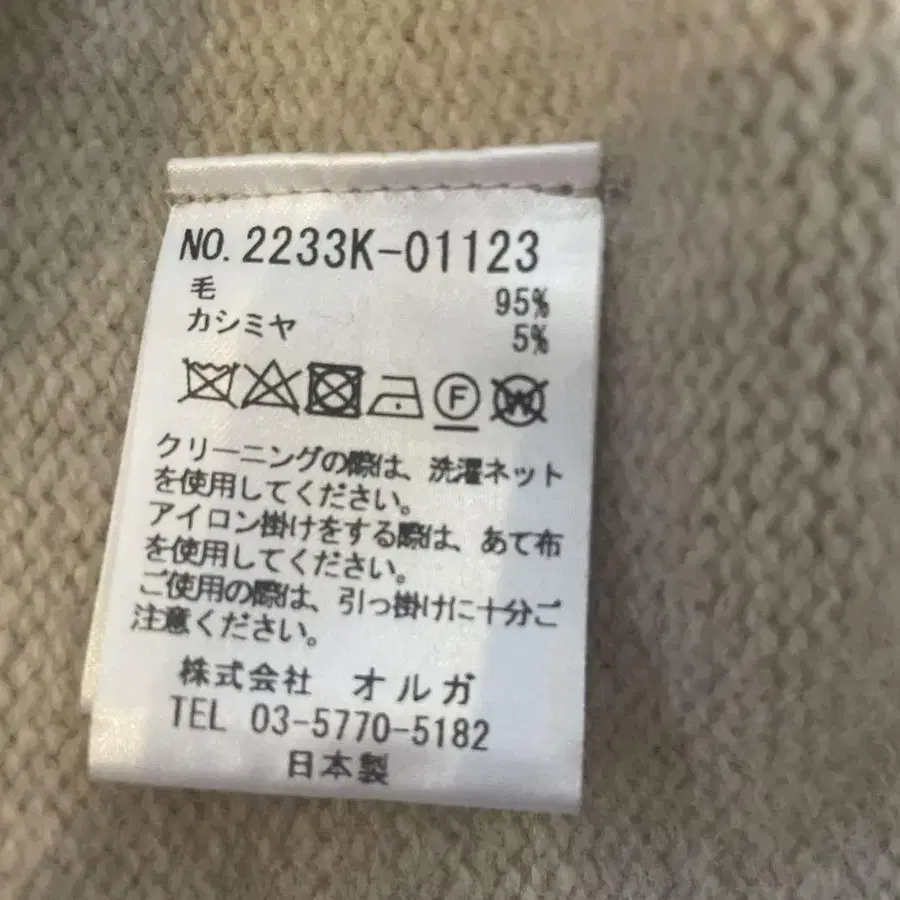 NO. 2233K-01123
毛 95%
カシミヤ 5%
F
W
クリーニングの際は、洗濯ネット
を使用してください。
アイロン掛けをする際は、あて布
を使用してください。
ご使用の際は、引っ掛けに十分ご
注意ください。
株式会社 オルガ
TEL 03-5770-5182
日本製